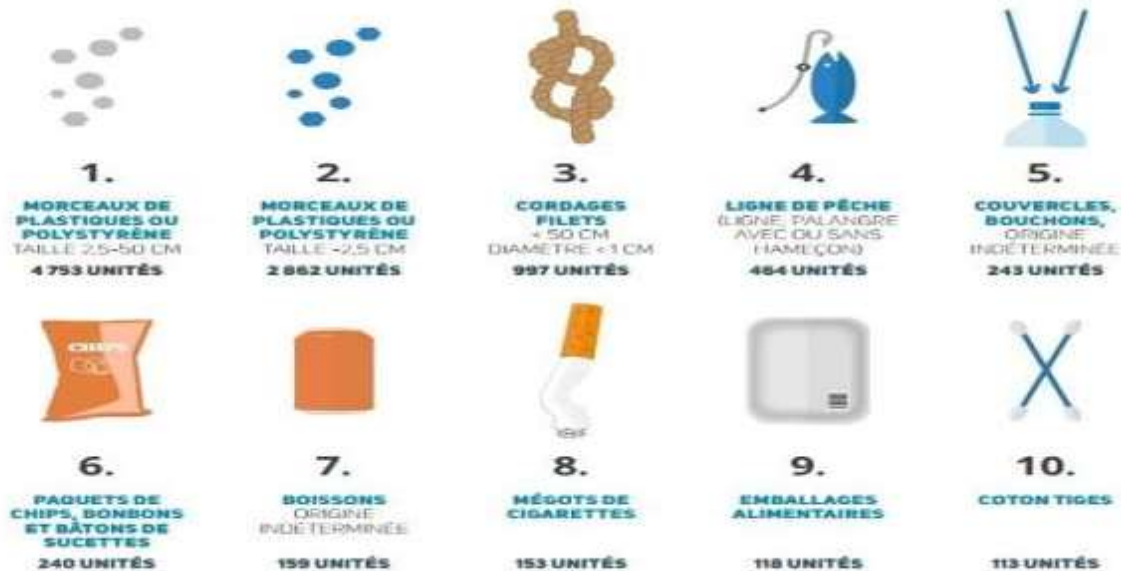 1.
MORCEAUX DE
PLASTIQUES OU
POLYSTYRÈNE
TAILLE 2,5-50 CM
4 753 UNITÉS
2.
MORCEAUX DE
PLASTIQUES OU
POLYSTYRÈNE
TAILLE -2,5 CM
2 862 UNITÉS
3.
CORDAGES
FILETS
< 50 CM
DIAMÈTRE < 1 CM
997 UNITÉS
4.
LIGNE DE PÊCHE
(LIGNE, PALANGRE
AVEC OU SANS
HAMEÇON)
464 UNITÉS
5.
COUVERCLES,
BOUCHONS,
ORIGINE
INDÉTERMINÉE
243 UNITÉS
CHIPS
6.
PAQUETS DE
CHIPS, BONBONS
ET BÂTONS DE
SUCETTES
240 UNITÉS
7.
BOISSONS
ORIGINE
INDÉTERMINÉE
159 UNITÉS
8.
MÉGOTS DE
CIGARETTES
153 UNITÉS
9.
EMBALLAGES
ALIMENTAIRES
118 UNITÉS
10.
COTON TIGES
113 UNITÉS